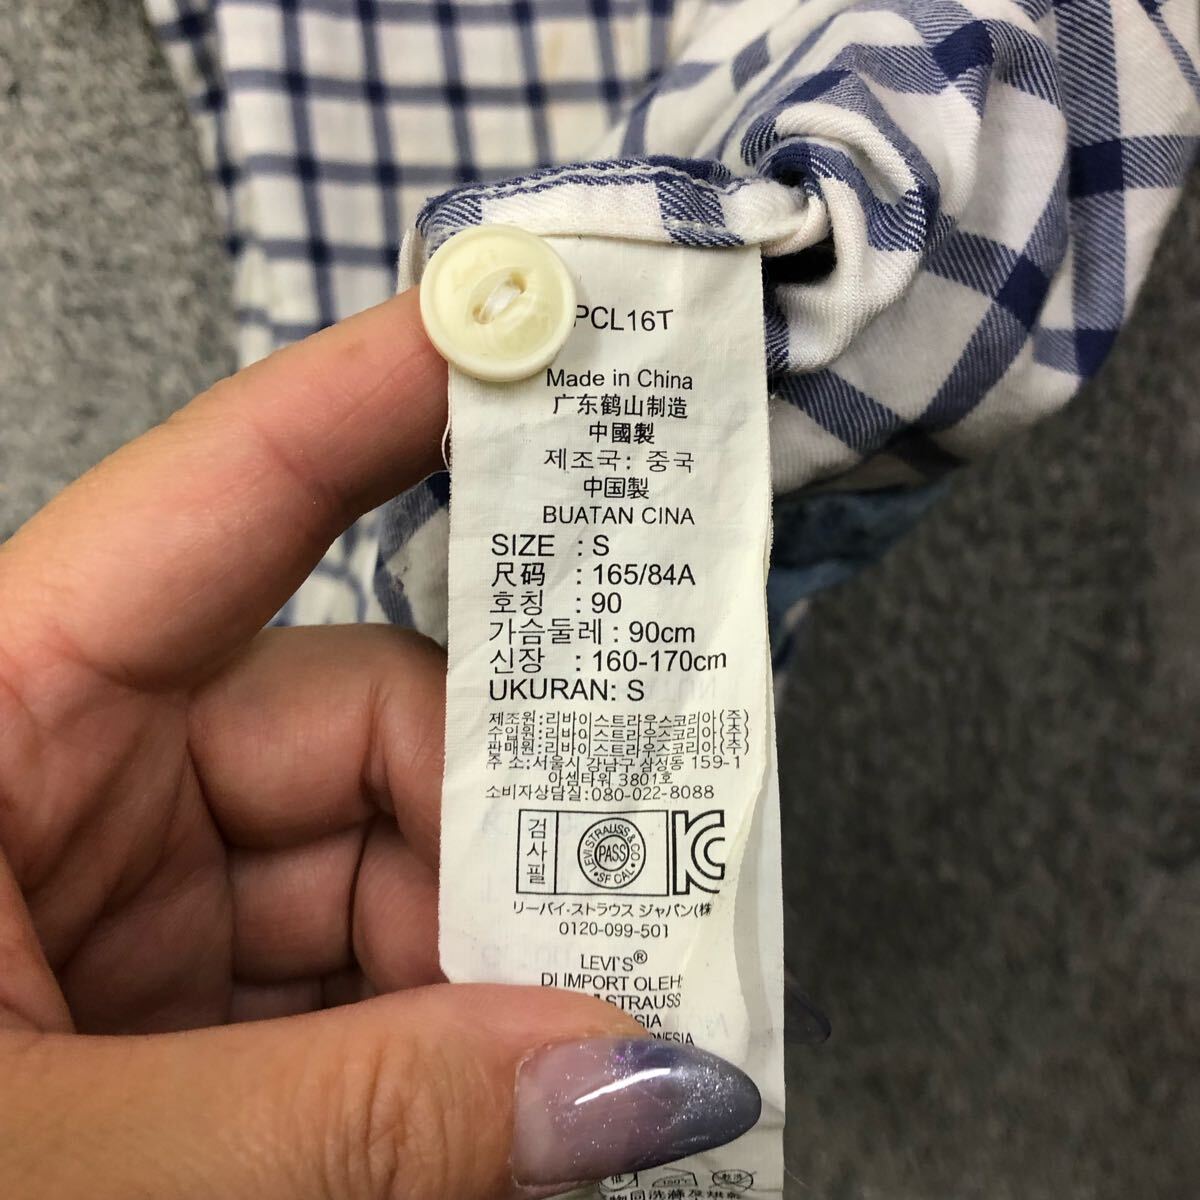 PCL16T
Made in China
广东鹤山制造
中國製
제조국: 중국
中国製
BUATAN CINA
SIZE : S
尺码 : 165/84A
호칭 : 90
가슴둘레 : 90cm
신장 : 160-170cm
UKURAN: S
제조원:리바이스트라우스코리아(주)
수입원:리바이스트라우스코리아(주)
판매원:리바이스트라우스코리아(주)
주 소:서울시 강남구 삼성동 159-1
아셈타워 3801호
소비자상담실:080-022-8088
검사필
LEVI STRAUSS & CO
PASS
SF CAL
リーバイ·ストラウス ジャパン(株
0120-099-501
LEVI'S®
DI IMPORT OLEH:
STRAUSS